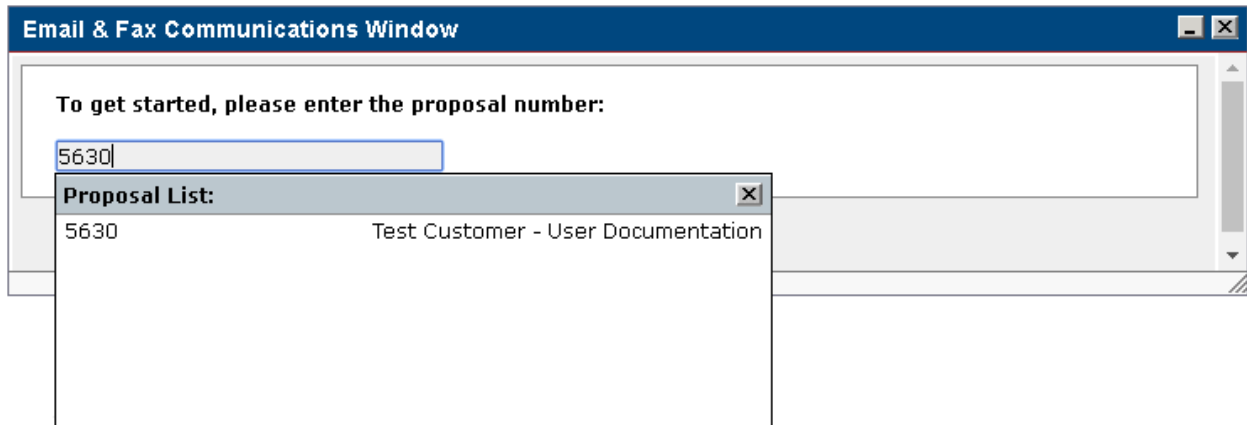 Email & Fax Communications Window
To get started, please enter the proposal number:
5630
Proposal List:
5630 Test Customer - User Documentation